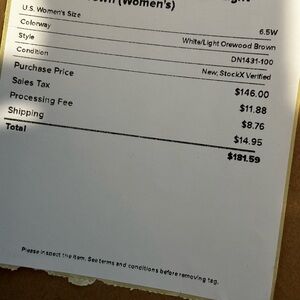 own (Women's)
U.S. Women's Size 6.5W
Colorway White/Light Orewood Brown
Style DN1431-100
Condition New, StockX Verified
Purchase Price $146.00
Sales Tax $11.88
Processing Fee $8.76
Shipping $14.95
Total $181.59
Please inspect the item. See terms and conditions before removing tag.